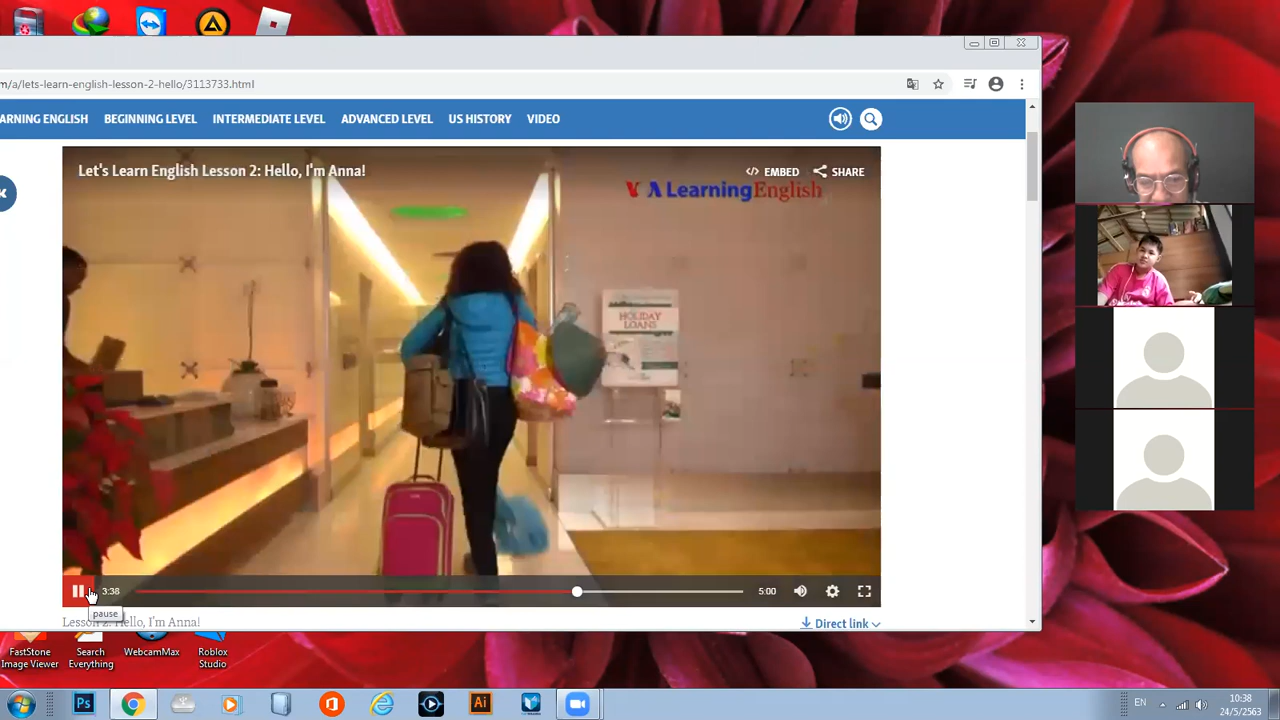 m/a/lets-learn-english-lesson-2-hello/3113733.html
ARNING ENGLISH BEGINNING LEVEL INTERMEDIATE LEVEL ADVANCED LEVEL US HISTORY VIDEO
Let's Learn English Lesson 2: Hello, I'm Anna!
EMBED SHARE
VOA Learning English
HOLIDAY
LOANS
3:38
5:00
pause
Lesson 2: Hello, I'm Anna!
Direct link
FastStone
Image Viewer
Search
Everything
WebcamMax
Roblox
Studio
Ps
Ai
EN
10:38
24/5/2563